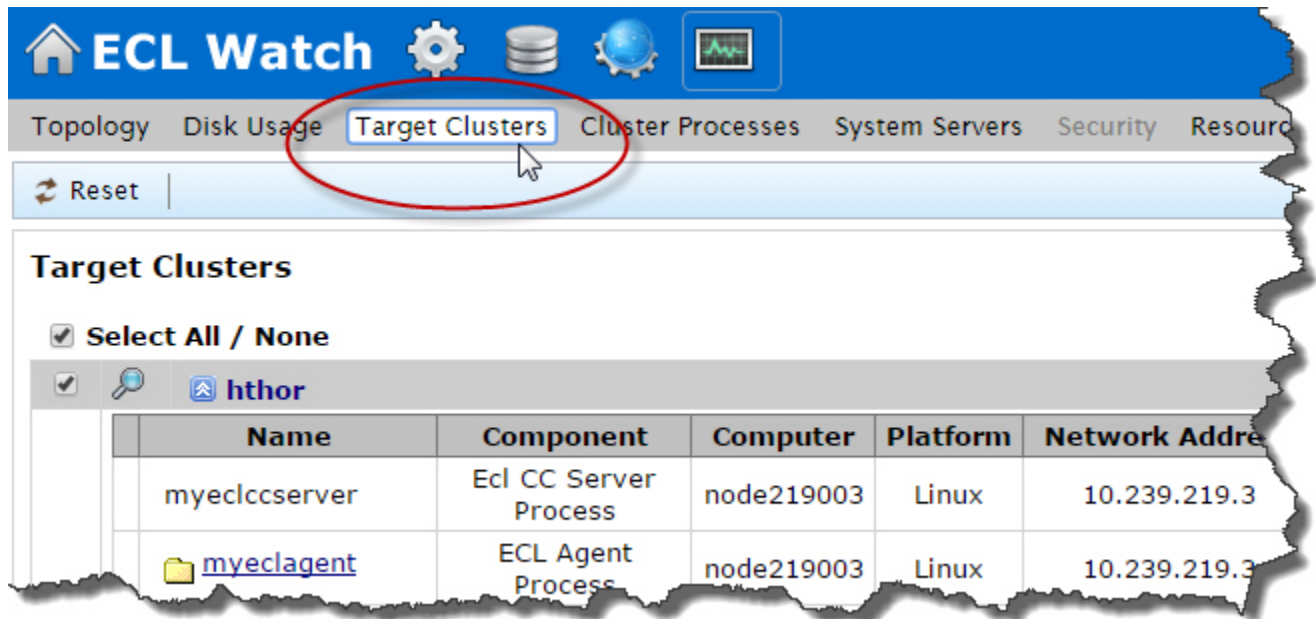 ECL Watch
Topology Disk Usage Target Clusters Cluster Processes System Servers Security Resourc
Reset
Target Clusters
Select All / None
hthor
Name Component Computer Platform Network Addre
myeclccserver Ecl CC Server Process node219003 Linux 10.239.219.3
myeclagent ECL Agent Process node219003 Linux 10.239.219.3